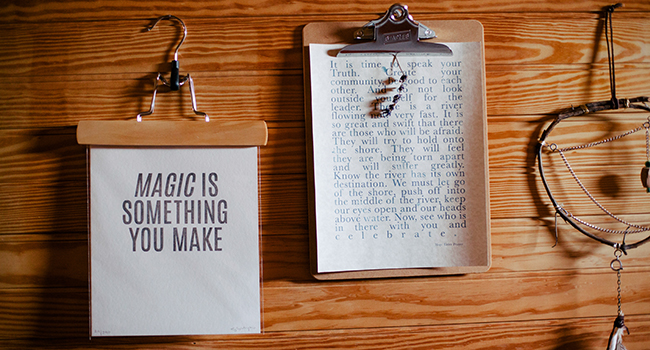 MAGIC IS
SOMETHING
YOU MAKE
It is time to speak your
Truth. Create your
community. Be good to each
other. And do not look
outside yourself for the
leader. There is a river
flowing now very fast. It is
so great and swift that there
are those who will be afraid.
They will try to hold onto
the shore. They will feel
they are being torn apart
and will suffer greatly.
Know the river has its own
destination. We must let go
of the shore, push off into
the middle of the river, keep
our eyes open and our heads
above water. Now, see who is
in there with you and
celebrate.